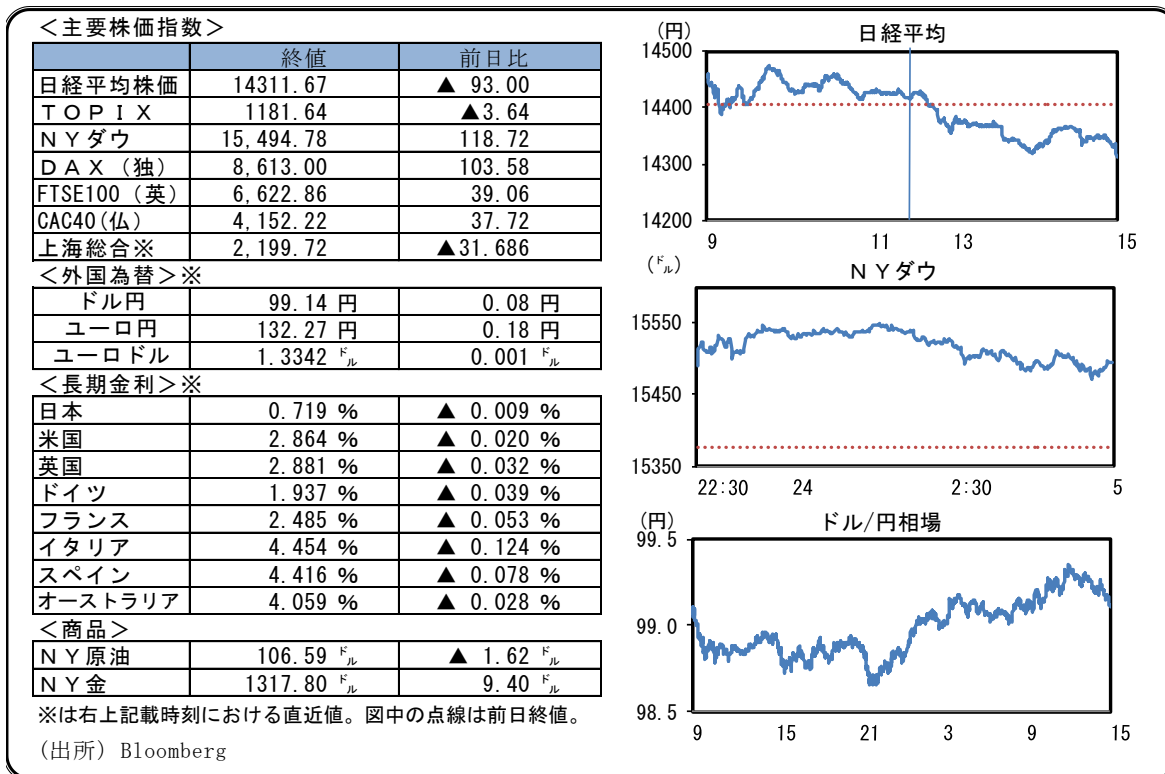 <主要株価指数>
終値 前日比
日経平均株価 14311.67 ▲ 93.00
ＴＯＰＩＸ 1181.64 ▲3.64
ＮＹダウ 15,494.78 118.72
ＤＡＸ（独） 8,613.00 103.58
FTSE100（英） 6,622.86 39.06
CAC40(仏) 4,152.22 37.72
上海総合※ 2,199.72 ▲31.686
<外国為替>※
ドル円 99.14 円 0.08 円
ユーロ円 132.27 円 0.18 円
ユーロドル 1.3342 ㌦ 0.001 ㌦
<長期金利>※
日本 0.719 % ▲ 0.009 %
米国 2.864 % ▲ 0.020 %
英国 2.881 % ▲ 0.032 %
ドイツ 1.937 % ▲ 0.039 %
フランス 2.485 % ▲ 0.053 %
イタリア 4.454 % ▲ 0.124 %
スペイン 4.416 % ▲ 0.078 %
オーストラリア 4.059 % ▲ 0.028 %
<商品>
ＮＹ原油 106.59 ㌦ ▲ 1.62 ㌦
ＮＹ金 1317.80 ㌦ 9.40 ㌦
※は右上記載時刻における直近値。図中の点線は前日終値。
(出所) Bloomberg
(円) 日経平均
14500
14400
14300
14200
9 11 13 15
(㌦) ＮＹダウ
15550
15450
15350
22:30 24 2:30 5
(円) ドル/円相場
99.5
99.0
98.5
9 15 21 3 9 15